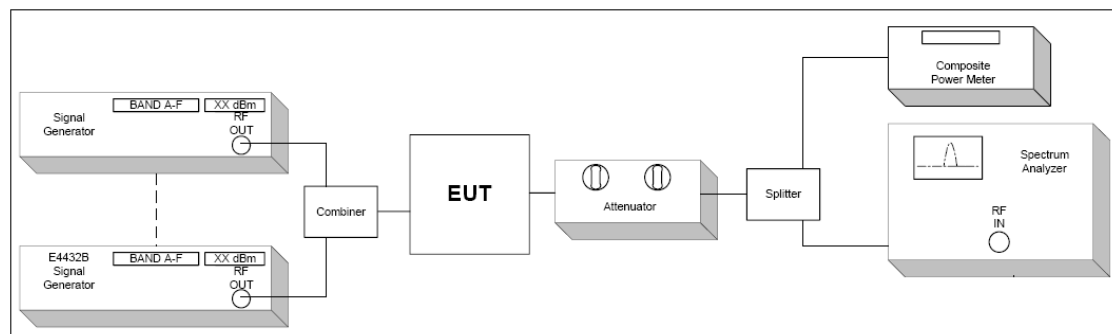 BAND A-F
XX dBm
Signal
Generator
RF
OUT
E4432B
Signal
Generator
BAND A-F
XX dBm
RF
OUT
Combiner
EUT
Attenuator
Splitter
Composite
Power Meter
Spectrum
Analyzer
RF
IN